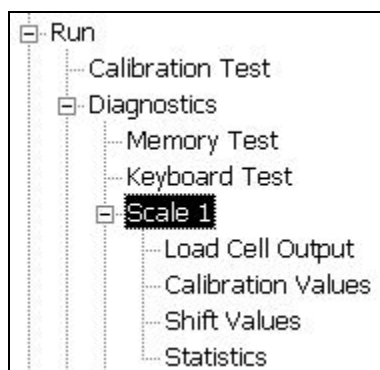 Run
Calibration Test
Diagnostics
Memory Test
Keyboard Test
Scale 1
Load Cell Output
Calibration Values
Shift Values
Statistics